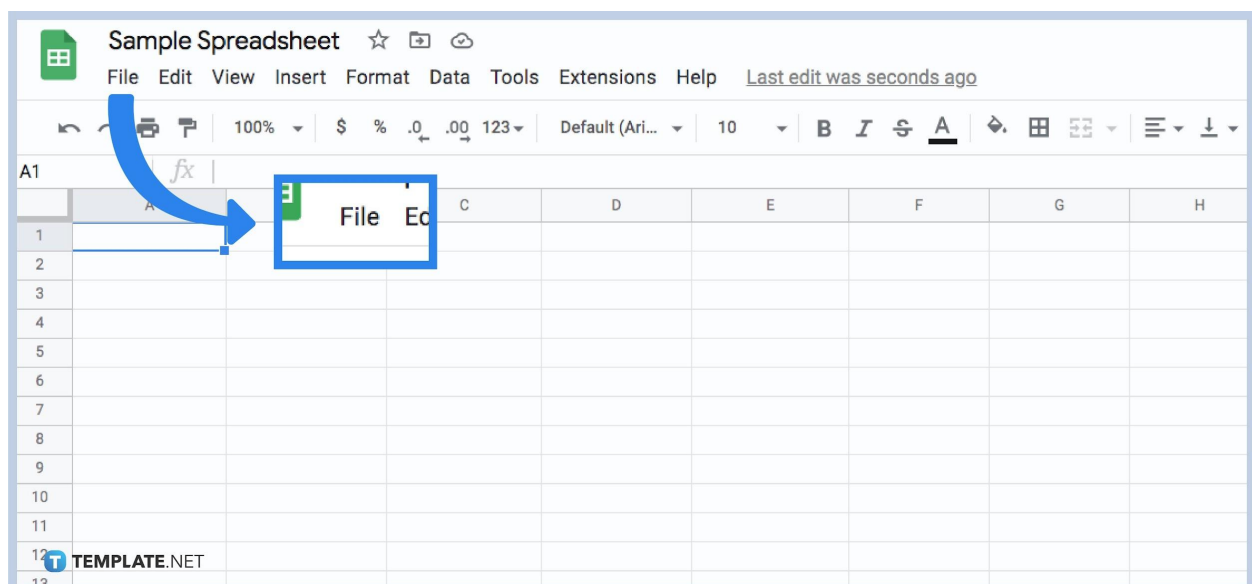 Sample Spreadsheet
File Edit View Insert Format Data Tools Extensions Help Last edit was seconds ago
100% $ % .0 .00 123 Default (Ari... 10 B I S A
A1 fx
A C D E F G H
File Ed
1
2
3
4
5
6
7
8
9
10
11
12
T TEMPLATE.NET
13